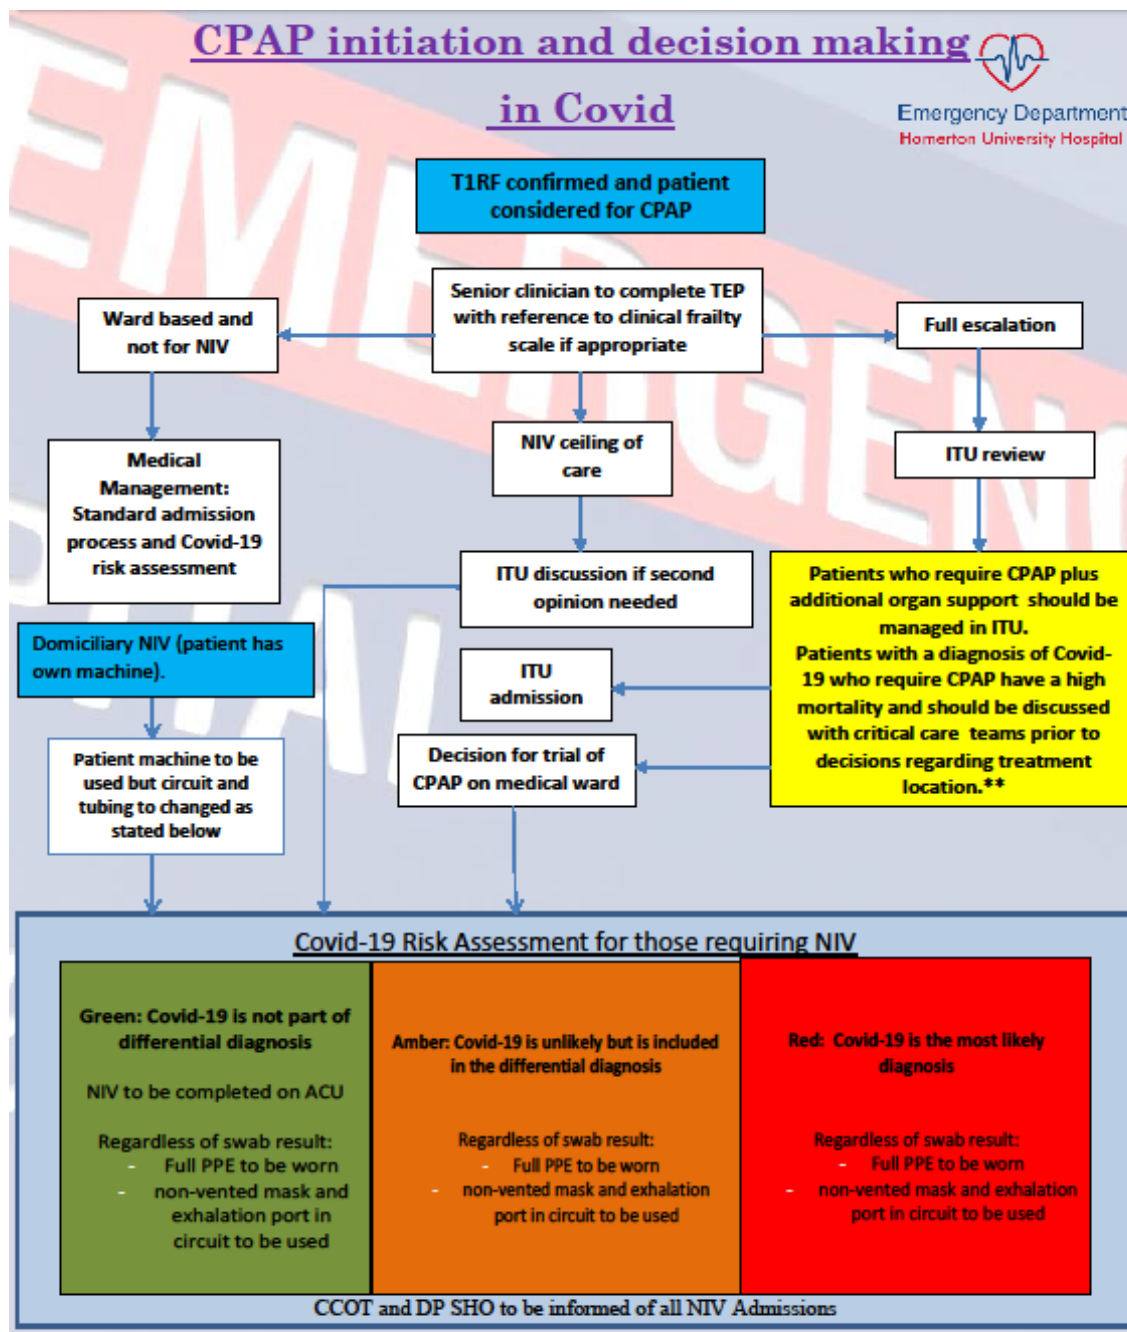 CPAP initiation and decision making
in Covid
Emergency Department
Homerton University Hospital
T1RF confirmed and patient
considered for CPAP
Senior clinician to complete TEP
with reference to clinical frailty
scale if appropriate
Ward based and
not for NIV
Full escalation
NIV ceiling of
care
ITU review
Medical
Management:
Standard admission
process and Covid-19
risk assessment
ITU discussion if second
opinion needed
Patients who require CPAP plus
additional organ support should be
managed in ITU.
Patients with a diagnosis of Covid-
19 who require CPAP have a high
mortality and should be discussed
with critical care teams prior to
decisions regarding treatment
location.**
Domiciliary NIV (patient has
own machine).
ITU
admission
Decision for trial of
CPAP on medical ward
Patient machine to be
used but circuit and
tubing to changed as
stated below
Covid-19 Risk Assessment for those requiring NIV
Green: Covid-19 is not part of
differential diagnosis
NIV to be completed on ACU
Regardless of swab result:
- Full PPE to be worn
- non-vented mask and
exhalation port in
circuit to be used
Amber: Covid-19 is unlikely but is included
in the differential diagnosis
Regardless of swab result:
- Full PPE to be worn
- non-vented mask and exhalation
port in circuit to be used
Red: Covid-19 is the most likely
diagnosis
Regardless of swab result:
- Full PPE to be worn
- non-vented mask and exhalation
port in circuit to be used
CCOT and DP SHO to be informed of all NIV Admissions
EMERGENC
PITAL